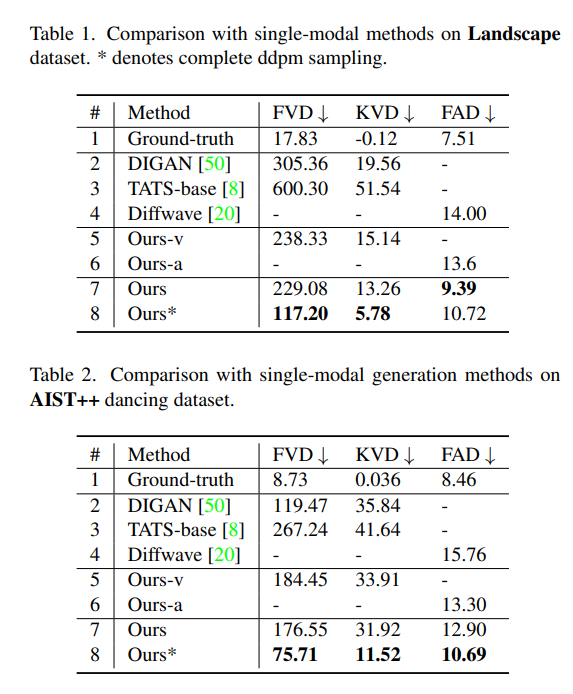 Table 1. Comparison with single-modal methods on Landscape
dataset. * denotes complete ddpm sampling.
# Method FVD ↓ KVD ↓ FAD ↓
1 Ground-truth 17.83 -0.12 7.51
2 DIGAN [50] 305.36 19.56 -
3 TATS-base [8] 600.30 51.54 -
4 Diffwave [20] - - 14.00
5 Ours-v 238.33 15.14 -
6 Ours-a - - 13.6
7 Ours 229.08 13.26 9.39
8 Ours* 117.20 5.78 10.72
Table 2. Comparison with single-modal generation methods on
AIST++ dancing dataset.
# Method FVD ↓ KVD ↓ FAD ↓
1 Ground-truth 8.73 0.036 8.46
2 DIGAN [50] 119.47 35.84 -
3 TATS-base [8] 267.24 41.64 -
4 Diffwave [20] - - 15.76
5 Ours-v 184.45 33.91 -
6 Ours-a - - 13.30
7 Ours 176.55 31.92 12.90
8 Ours* 75.71 11.52 10.69